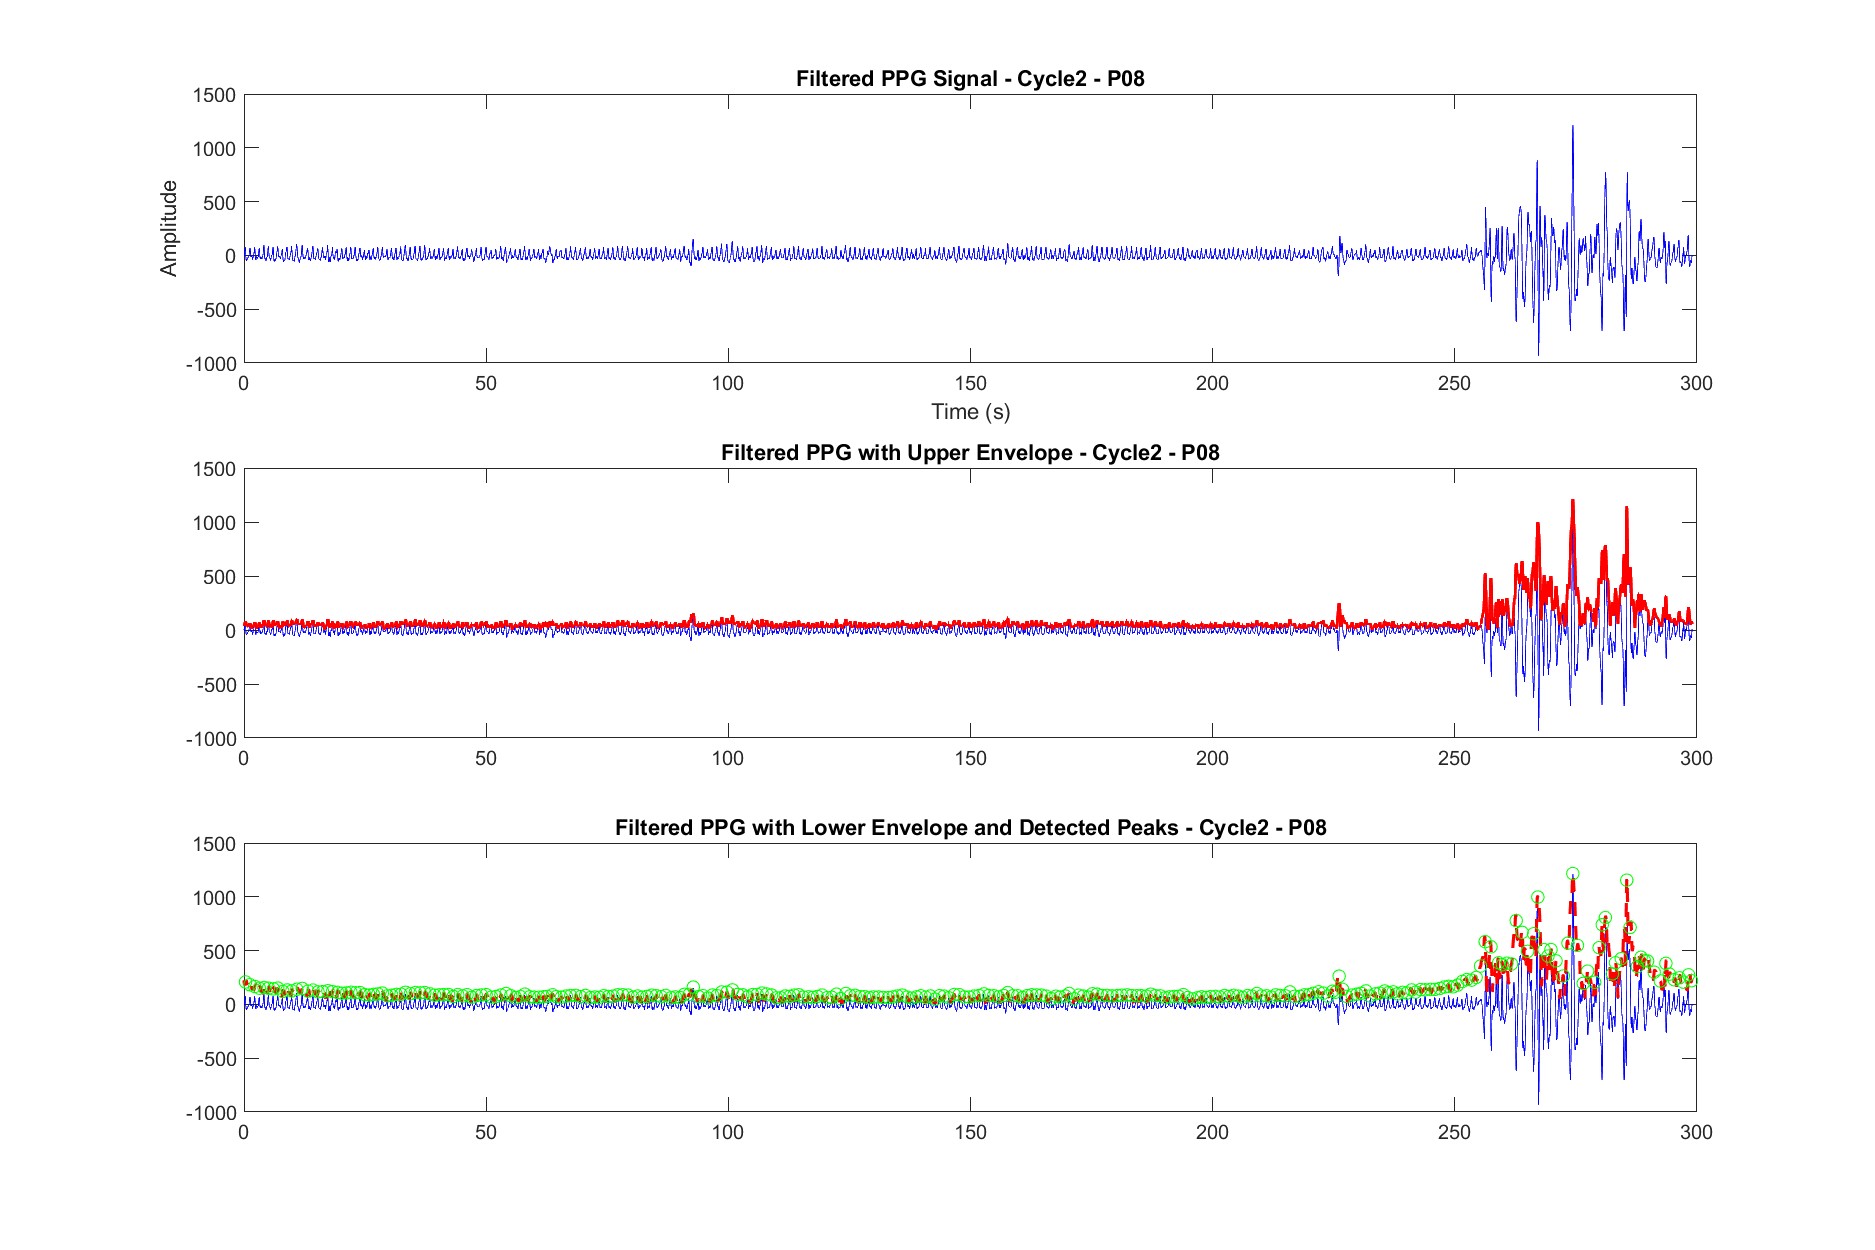 Filtered PPG Signal - Cycle2 - P08
1500
1000
500
0
-500
-1000
Amplitude
0 50 100 150 200 250 300
Time (s)
Filtered PPG with Upper Envelope - Cycle2 - P08
1500
1000
500
0
-500
-1000
0 50 100 150 200 250 300
Filtered PPG with Lower Envelope and Detected Peaks - Cycle2 - P08
1500
1000
500
0
-500
-1000
0 50 100 150 200 250 300